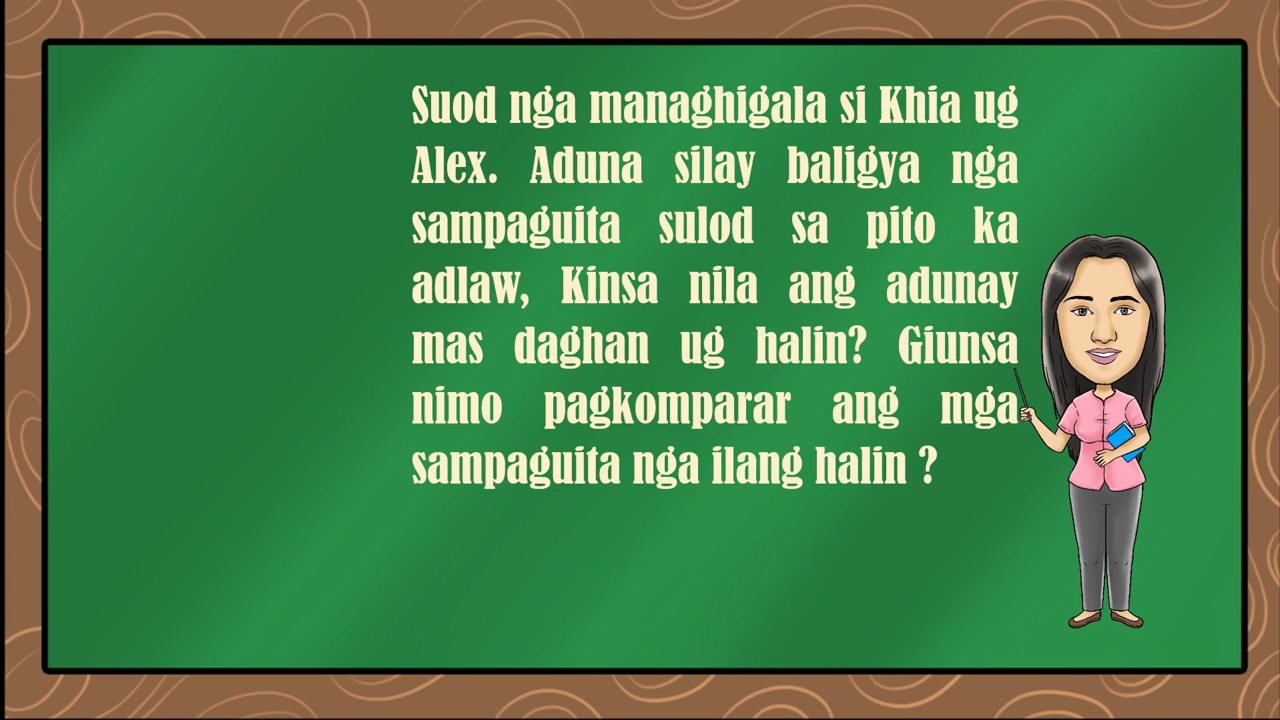 Suod nga managhigala si Khia ug
Alex. Aduna silay baligya nga
sampaguita sulod sa pito ka
adlaw, Kinsa nila ang adunay
mas daghan ug halin? Giunsa
nimo pagkomparar ang mga
sampaguita nga ilang halin ?